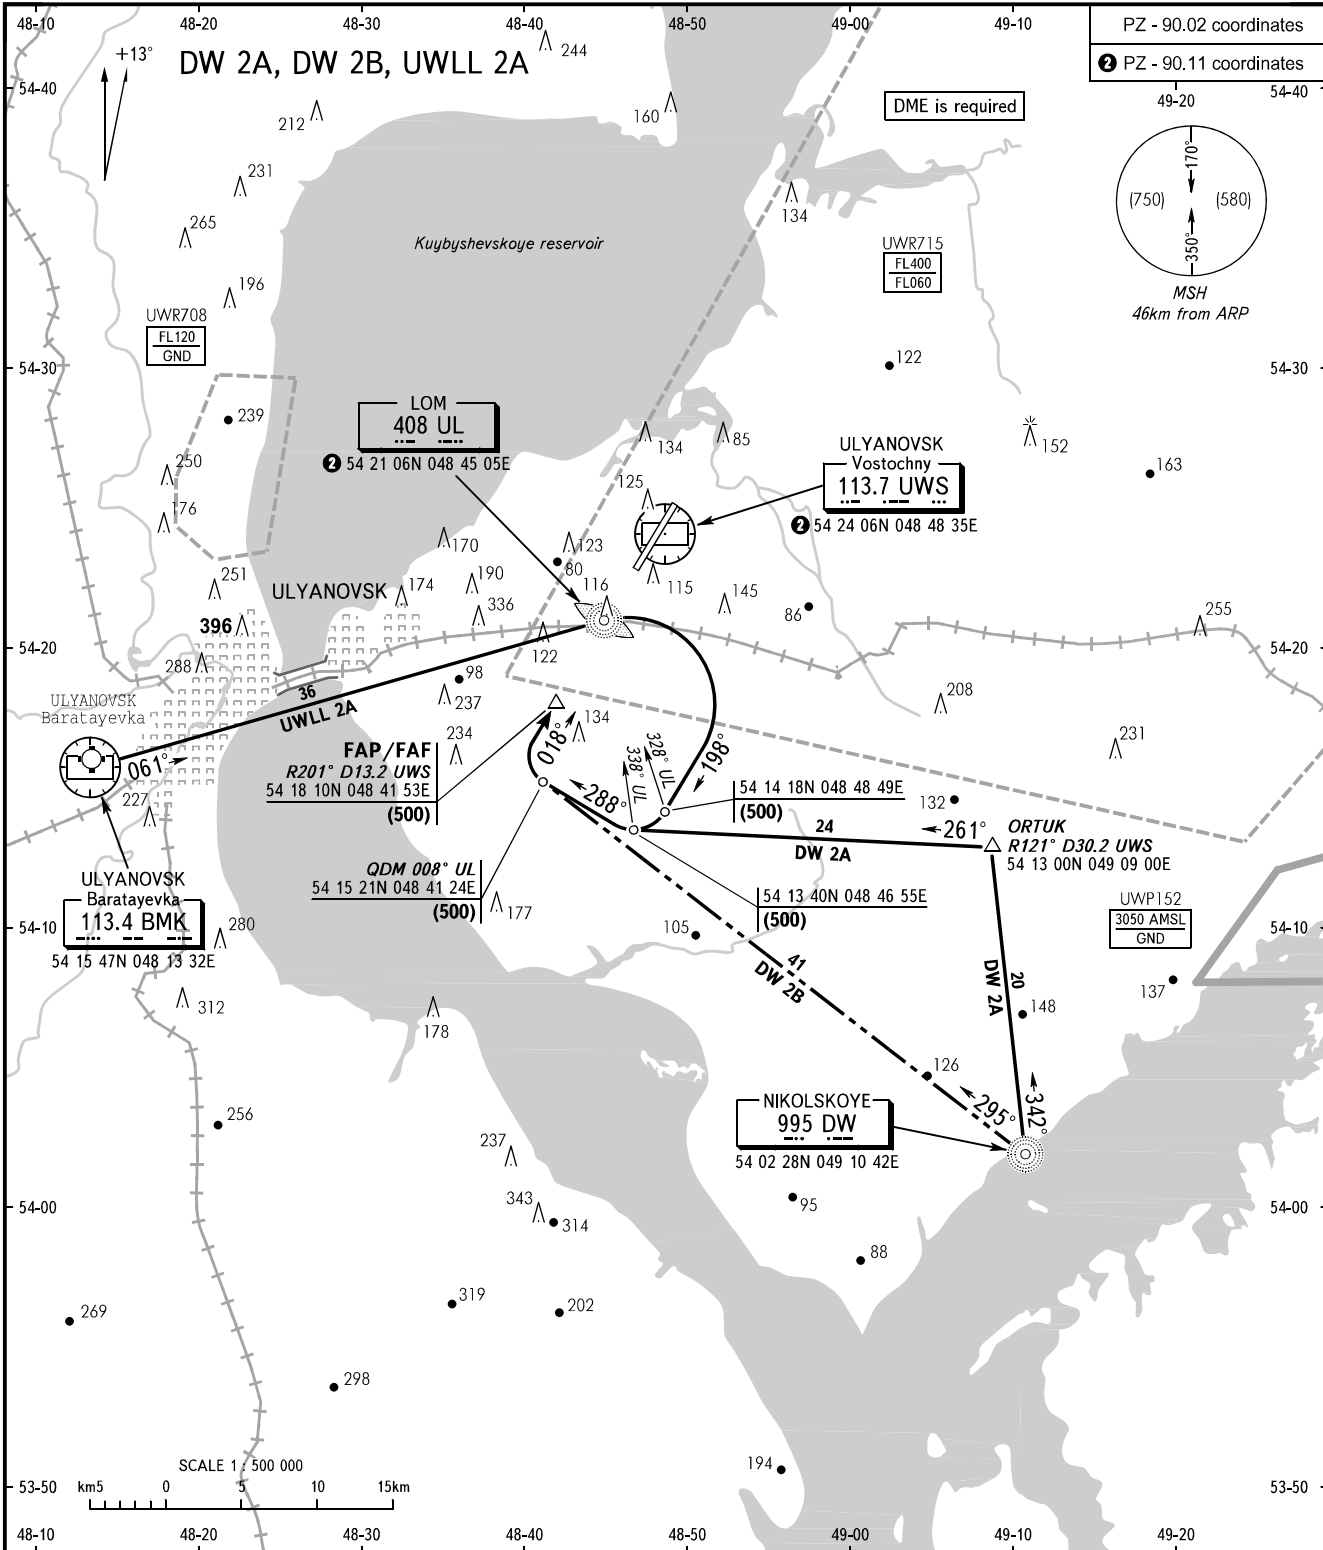 48-10 48-20 48-30 48-40 48-50 49-00 49-10
PZ - 90.02 coordinates
2 PZ - 90.11 coordinates
+13°
DW 2A, DW 2B, UWLL 2A
244
54-40
49-20
54-40
DME is required
160
212
170°
(750)
(580)
350°
MSH
46km from ARP
231
134
265
Kuybyshevskoye reservoir
UWR715
FL400
FL060
196
UWR708
FL120
GND
54-30
122
54-30
239
LOM
408 UL
2 54 21 06N 048 45 05E
134
85
152
ULYANOVSK
Vostochny
113.7 UWS
2 54 24 06N 048 48 35E
163
250
176
125
170
123
80
190
115
174
116
145
86
251
ULYANOVSK
336
396
122
255
54-20
54-20
288
98
237
208
ULYANOVSK
Baratayevka
36
UWLL 2A
061°
134
231
234
FAP/FAF
R201° D13.2 UWS
54 18 10N 048 41 53E
(500)
018°
328° UL
338° UL
198°
288°
54 14 18N 048 48 49E
(500)
132
227
24
DW 2A
261°
ORTUK
R121° D30.2 UWS
54 13 00N 049 09 00E
QDM 008° UL
54 15 21N 048 41 24E
(500)
ULYANOVSK
Baratayevka
113.4 BMK
54 15 47N 048 13 32E
54 13 40N 048 46 55E
(500)
177
UWP152
3050 AMSL
GND
54-10
280
105
54-10
41
DW 2B
20
DW 2A
137
312
178
148
126
256
NIKOLSKOYE
995 DW
54 02 28N 049 10 42E
295°
342°
237
54-00
343
314
95
54-00
88
269
319
202
298
SCALE 1 : 500 000
km5 0 5 10 15km
194
53-50
53-50
48-10 48-20 48-30 48-40 48-50 49-00 49-10 49-20